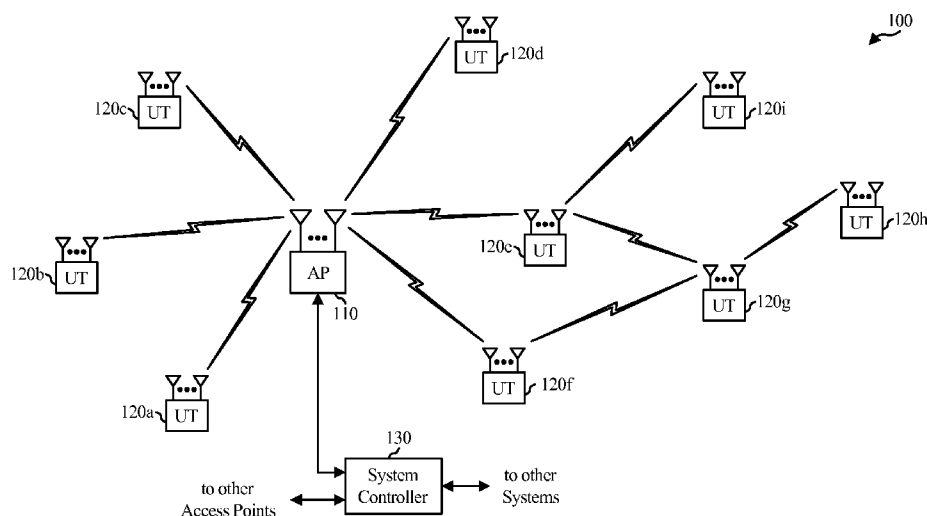 100
UT
120d
120c
UT
UT
120i
UT
120h
120b
UT
120e
UT
AP
110
UT
120g
120a
UT
UT
120f
130
System
Controller
to other
Access Points
to other
Systems